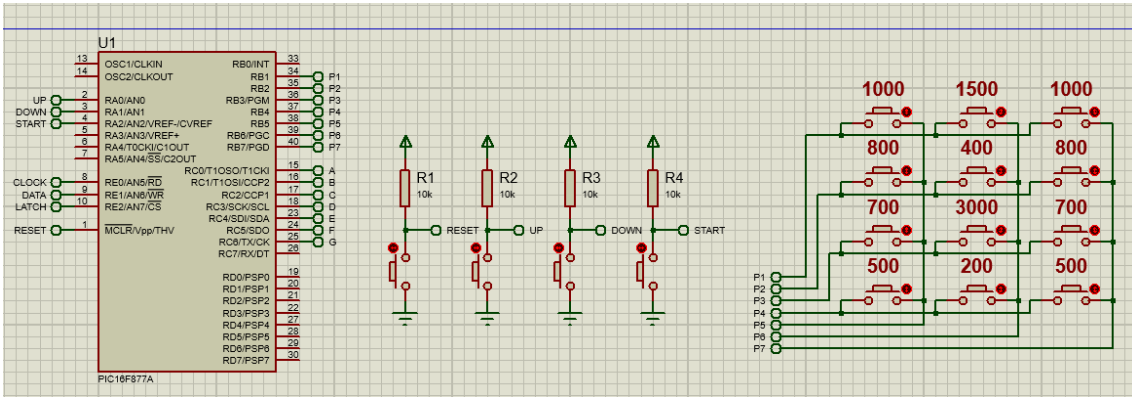 U1
13 OSC1/CLKIN
14 OSC2/CLKOUT
UP 2 RA0/AN0
DOWN 3 RA1/AN1
START 4 RA2/AN2/VREF-/CVREF
5 RA3/AN3/VREF+
6 RA4/T0CKI/C1OUT
7 RA5/AN4/SS/C2OUT
CLOCK 8 RE0/AN5/RD
DATA 9 RE1/AN6/WR
LATCH 10 RE2/AN7/CS
RESET 1 MCLR/Vpp/THV
RB0/INT 33
RB1 34 P1
RB2 35 P2
RB3/PGM 36 P3
RB4 37 P4
RB5 38 P5
RB6/PGC 39 P6
RB7/PGD 40 P7
RC0/T1OSO/T1CKI 15 A
RC1/T1OSI/CCP2 16 B
RC2/CCP1 17 C
RC3/SCK/SCL 18 D
RC4/SDI/SDA 23 E
RC5/SDO 24 F
RC6/TX/CK 25 G
RC7/RX/DT 26
RD0/PSP0 19
RD1/PSP1 20
RD2/PSP2 21
RD3/PSP3 22
RD4/PSP4 27
RD5/PSP5 28
RD6/PSP6 29
RD7/PSP7 30
PIC16F877A
R1
10k
RESET
R2
10k
UP
R3
10k
DOWN
R4
10k
START
1000 1500 1000
800 400 800
700 3000 700
500 200 500
P1
P2
P3
P4
P5
P6
P7